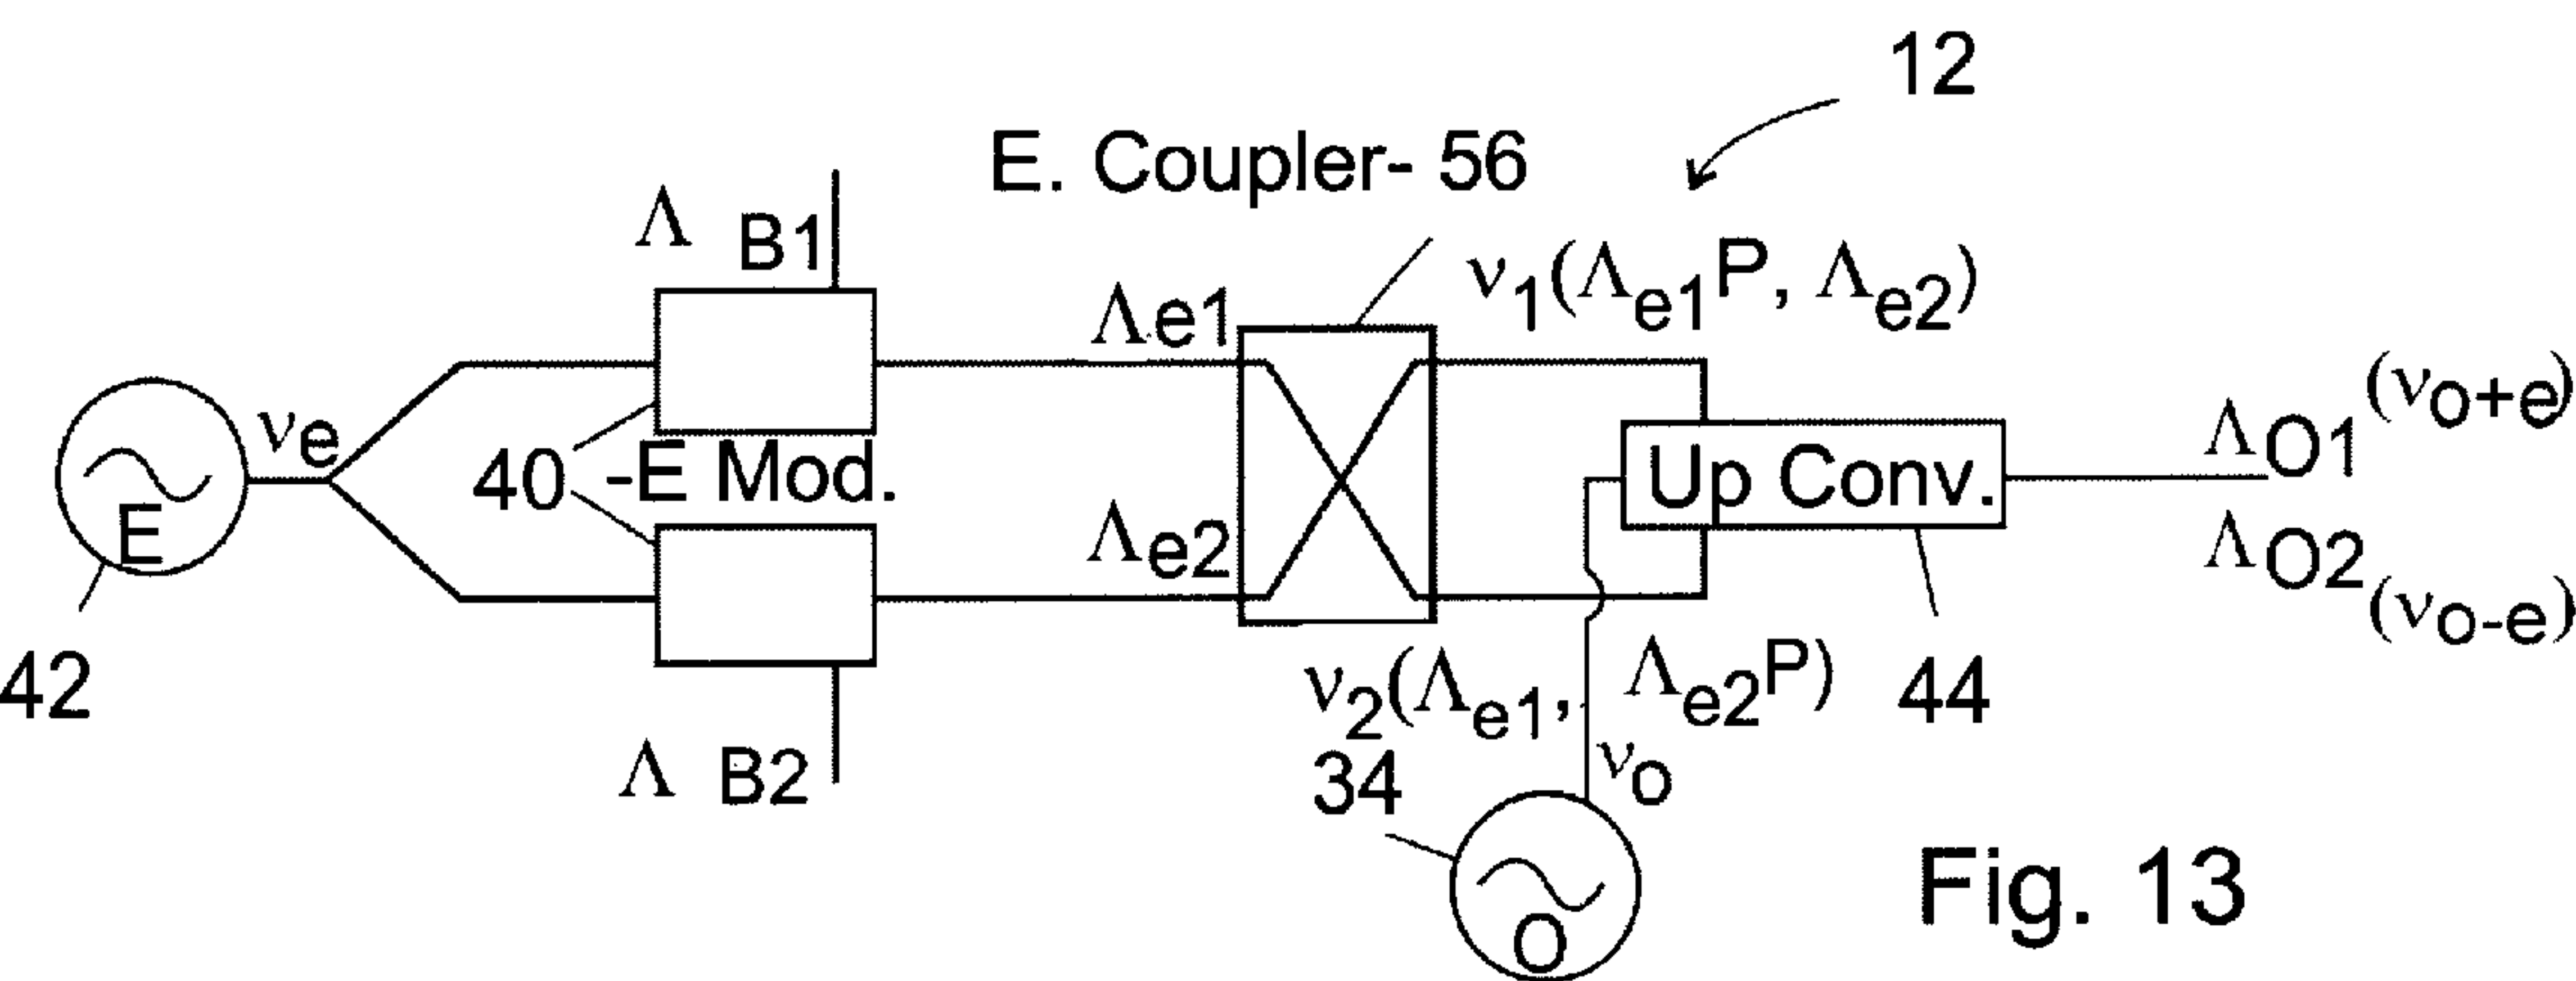 12
E. Coupler- 56
Λ B1
ν1(Λe1P, Λe2)
Λe1
ΛO1(νo+e)
νe
E
40 -E Mod.
Up Conv.
Λe2
ΛO2(νo-e)
42
ν2(Λe1, Λe2P)
44
Λ B2
34
νo
O
Fig. 13